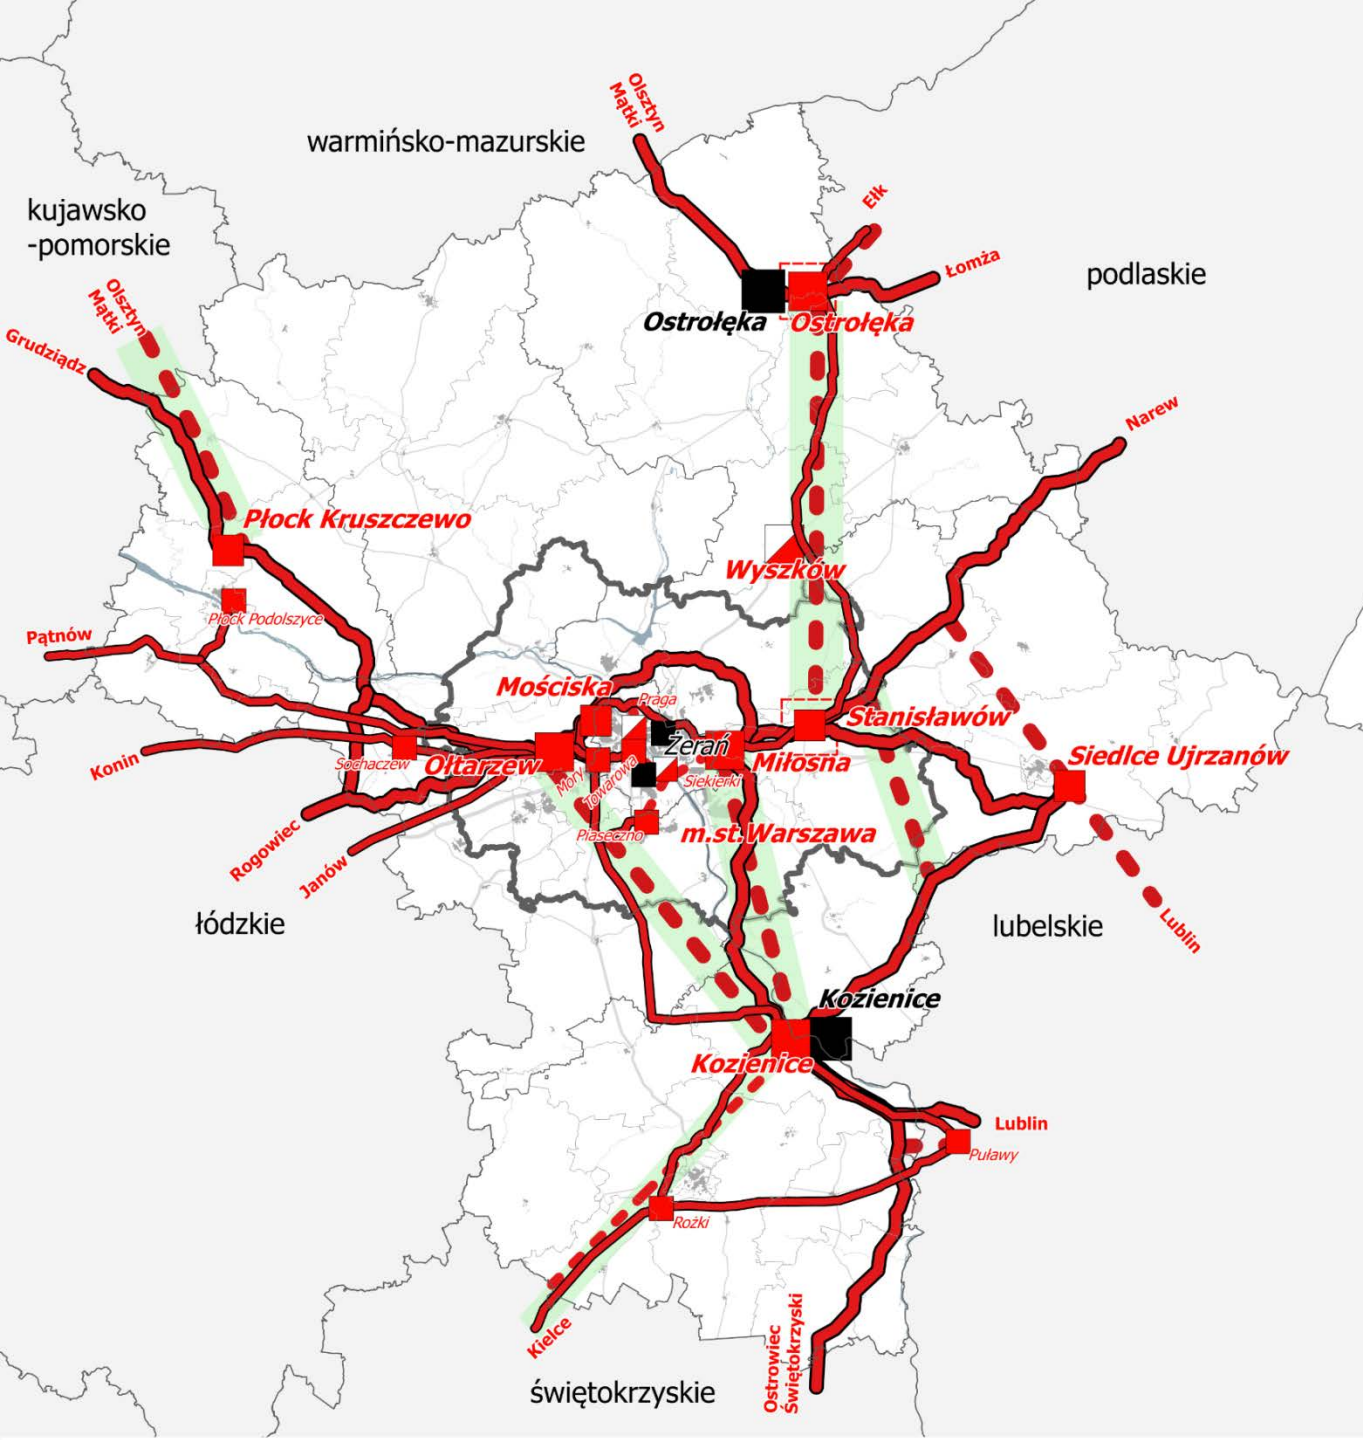 Olsztyn
Mątki
warmińsko-mazurskie
Ełk
kujawsko
-pomorskie
Łomża
podlaskie
Olsztyn
Mątki
Ostrołęka
Ostrołęka
Grudziądz
Narew
Płock Kruszczewo
Wyszków
Płock Podolszyce
Pątnów
Mościska
Praga
Stanisławów
Żerań
Siedlce Ujrzanów
Konin
Sochaczew
Ołtarzew
Mory
Towarowa
Siekierki
Miłosna
Piaseczno
m.st.Warszawa
Rogowiec
Janów
łódzkie
lubelskie
Lublin
Kozienice
Kozienice
Lublin
Puławy
Rożki
Kielce
Ostrowiec
Świętokrzyski
świętokrzyskie